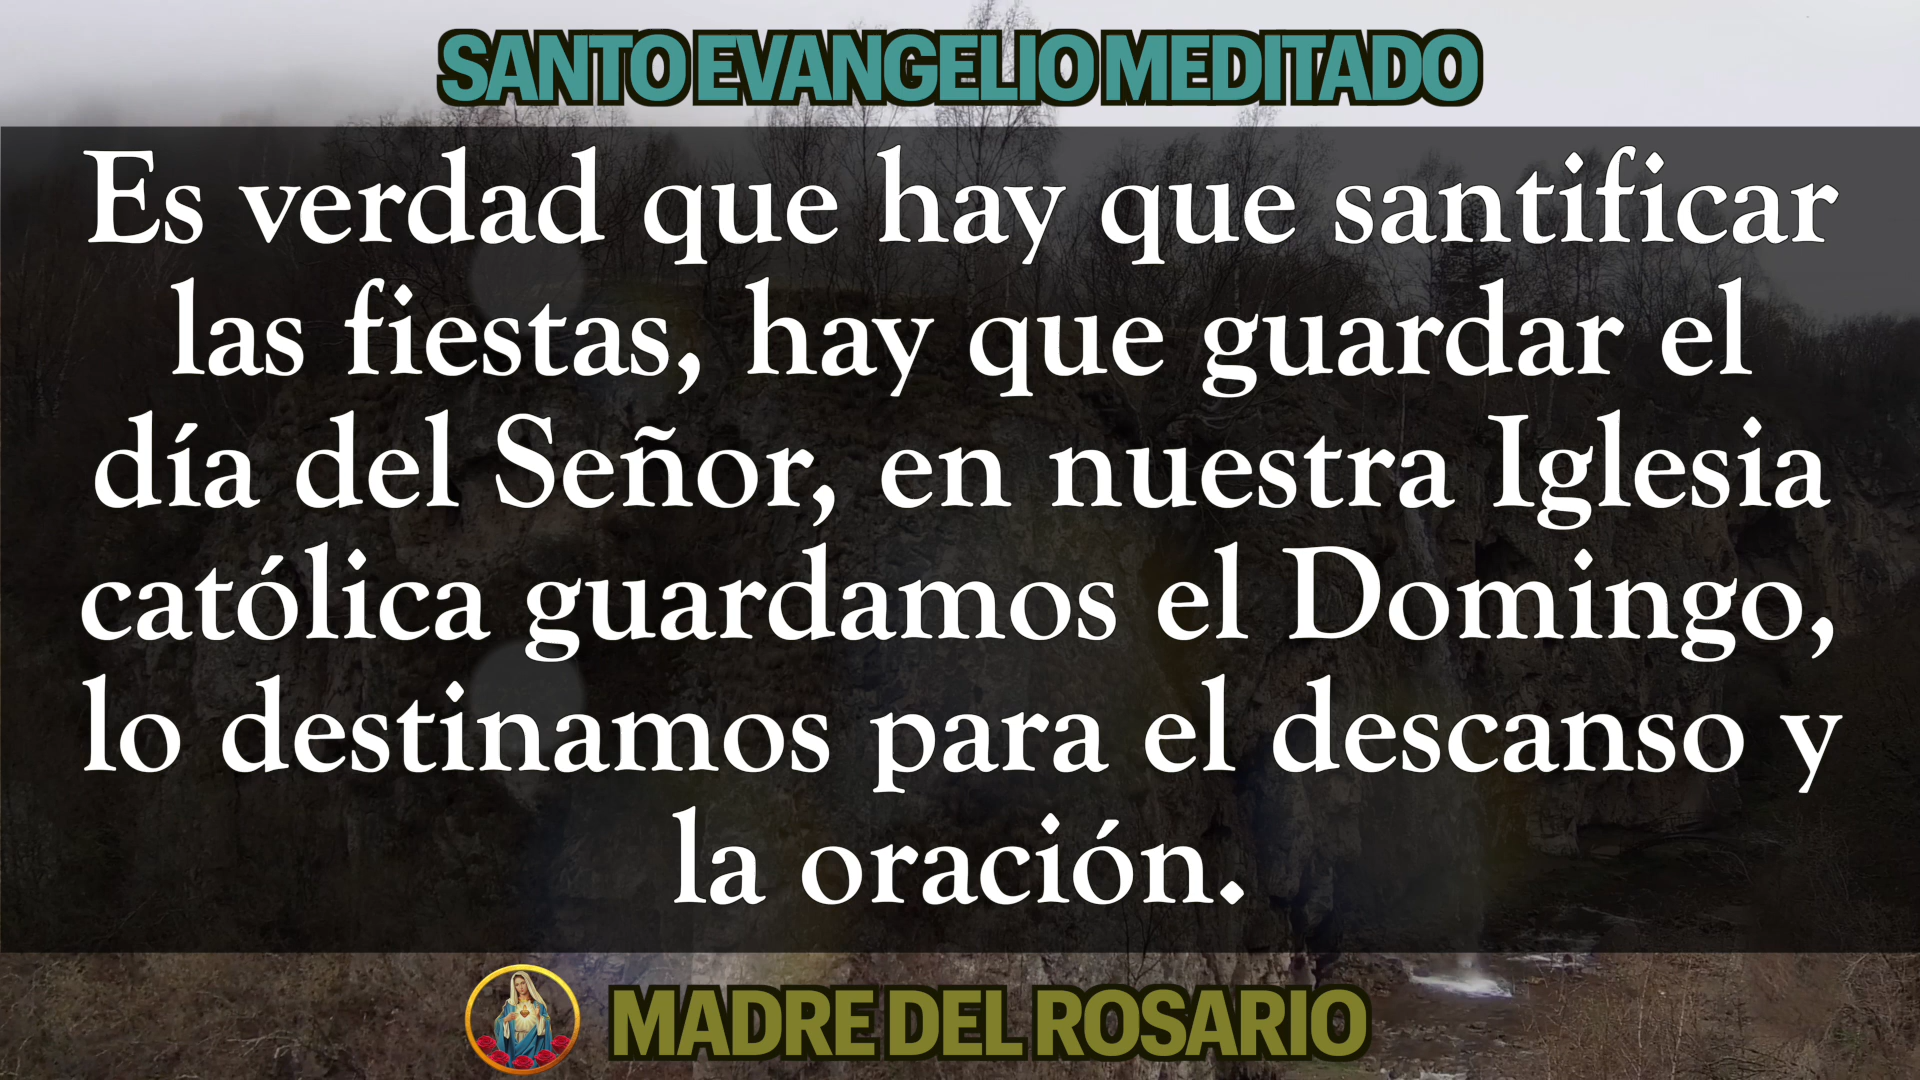 SANTO EVANGELIO MEDITADO
Es verdad que hay que santificar
las fiestas, hay que guardar el
día del Señor, en nuestra Iglesia
católica guardamos el Domingo,
lo destinamos para el descanso y
la oración.
MADRE DEL ROSARIO